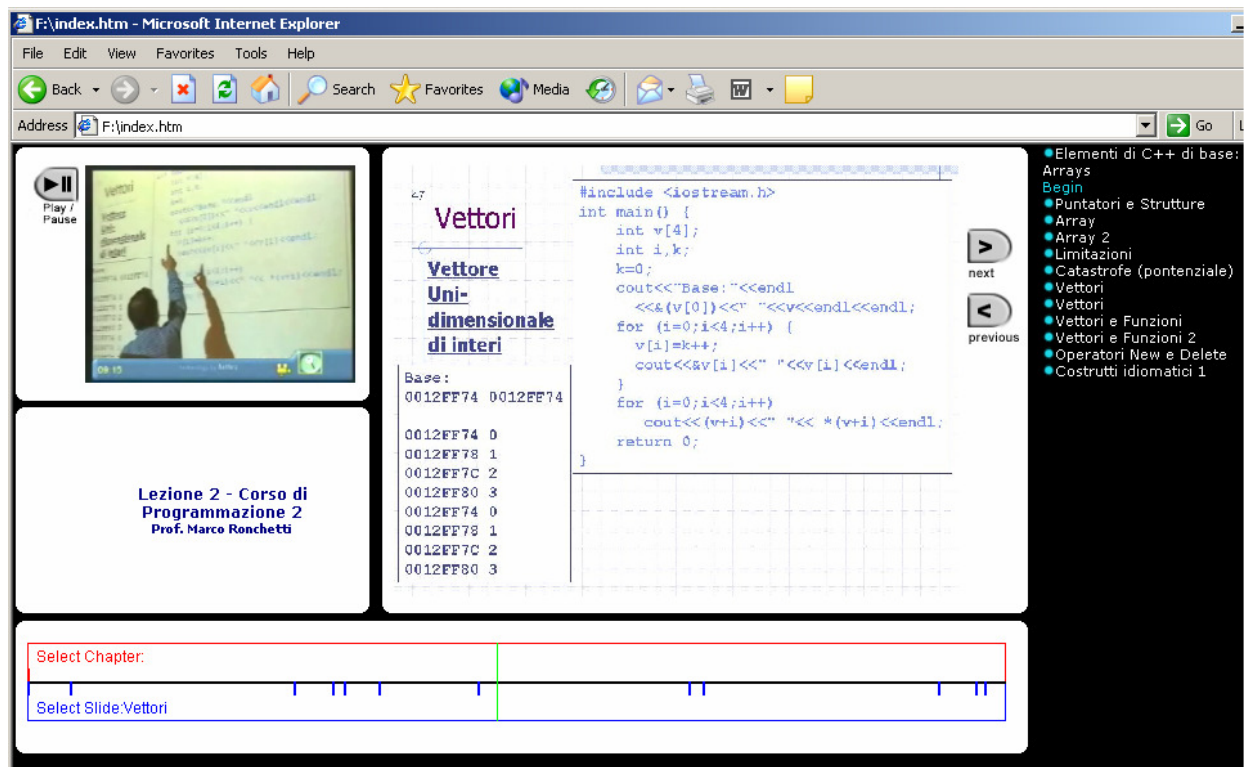 F:\index.htm - Microsoft Internet Explorer
File Edit View Favorites Tools Help
Back Search Favorites Media
Address F:\index.htm Go
Play / Pause
Vettori
09:15
Lezione 2 - Corso di
Programmazione 2
Prof. Marco Ronchetti
27
Vettori
Vettore
Uni-
dimensionale
di interi
Base:
0012FF74 0012FF74
0012FF74 0
0012FF78 1
0012FF7C 2
0012FF80 3
0012FF74 0
0012FF78 1
0012FF7C 2
0012FF80 3
#include <iostream.h>
int main() {
int v[4];
int i,k;
k=0;
cout<<"Base:"<<endl
<<&(v[0])<<" "<<v<<endl<<endl;
for (i=0;i<4;i++) {
v[i]=k++;
cout<<&v[i]<<" "<<v[i]<<endl;
}
for (i=0;i<4;i++)
cout<<(v+i)<<" "<< *(v+i)<<endl;
return 0;
}
>
next
<
previous
Elementi di C++ di base:
Arrays
Begin
Puntatori e Strutture
Array
Array 2
Limitazioni
Catastrofe (pontenziale)
Vettori
Vettori
Vettori e Funzioni
Vettori e Funzioni 2
Operatori New e Delete
Costrutti idiomatici 1
Select Chapter:
Select Slide:Vettori